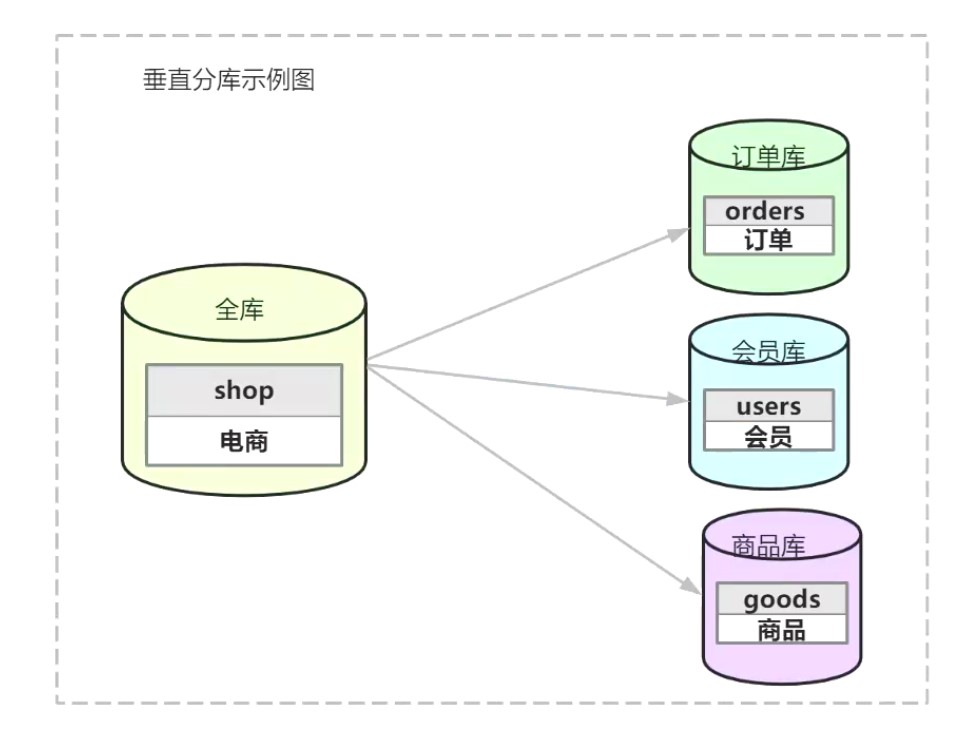 垂直分库示例图
全库
shop
电商
订单库
orders
订单
会员库
users
会员
商品库
goods
商品